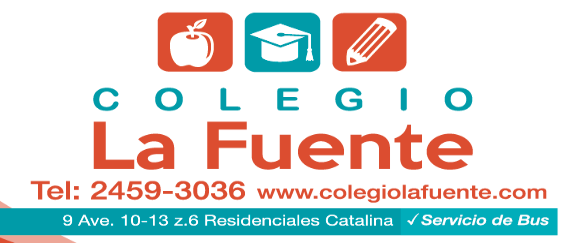 COLEGIO
La Fuente
Tel: 2459-3036 www.colegiolafuente.com
9 Ave. 10-13 z.6 Residenciales Catalina ✓Servicio de Bus